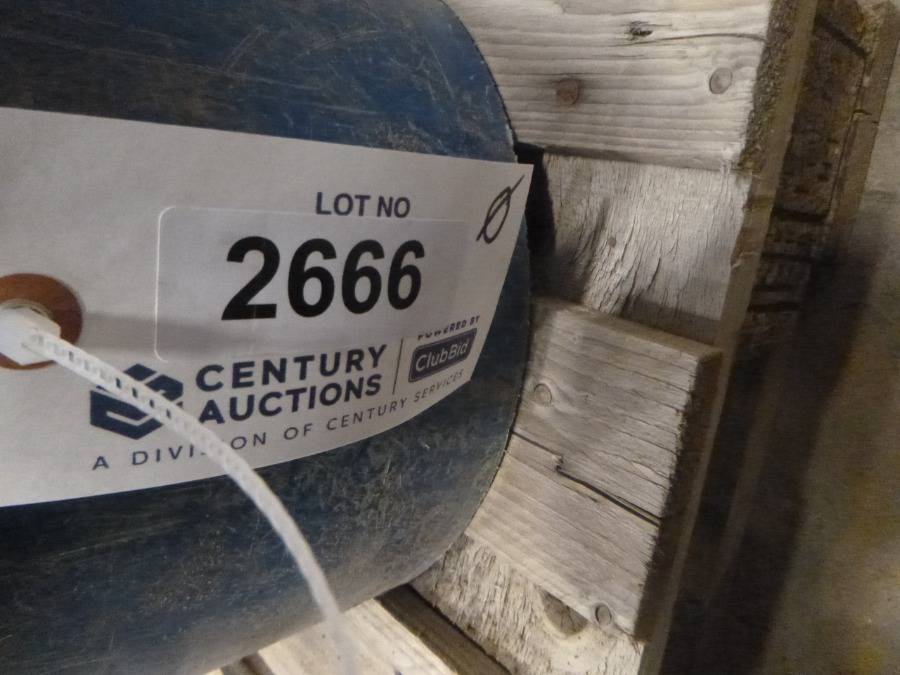 LOT NO
2666
POWERED BY
ClubBid
CENTURY
AUCTIONS
A DIVISION OF CENTURY SERVICES